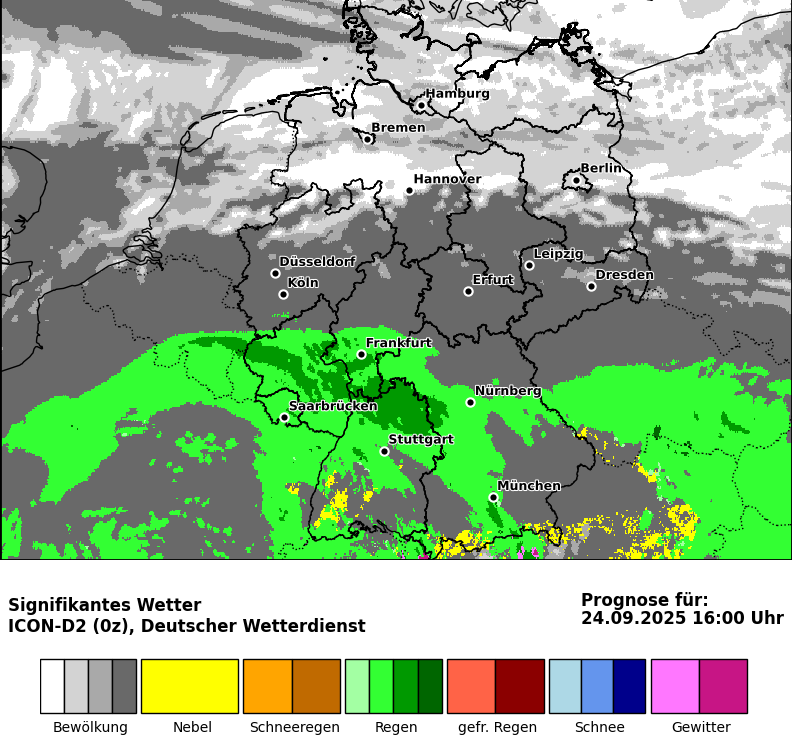 Hamburg
Bremen
Berlin
Hannover
Leipzig
Düsseldorf
Dresden
Köln
Erfurt
Frankfurt
Nürnberg
Saarbrücken
Stuttgart
München
Signifikantes Wetter
ICON-D2 (0z), Deutscher Wetterdienst
Prognose für:
24.09.2025 16:00 Uhr
Bewölkung
Nebel
Schneeregen
Regen
gefr. Regen
Schnee
Gewitter